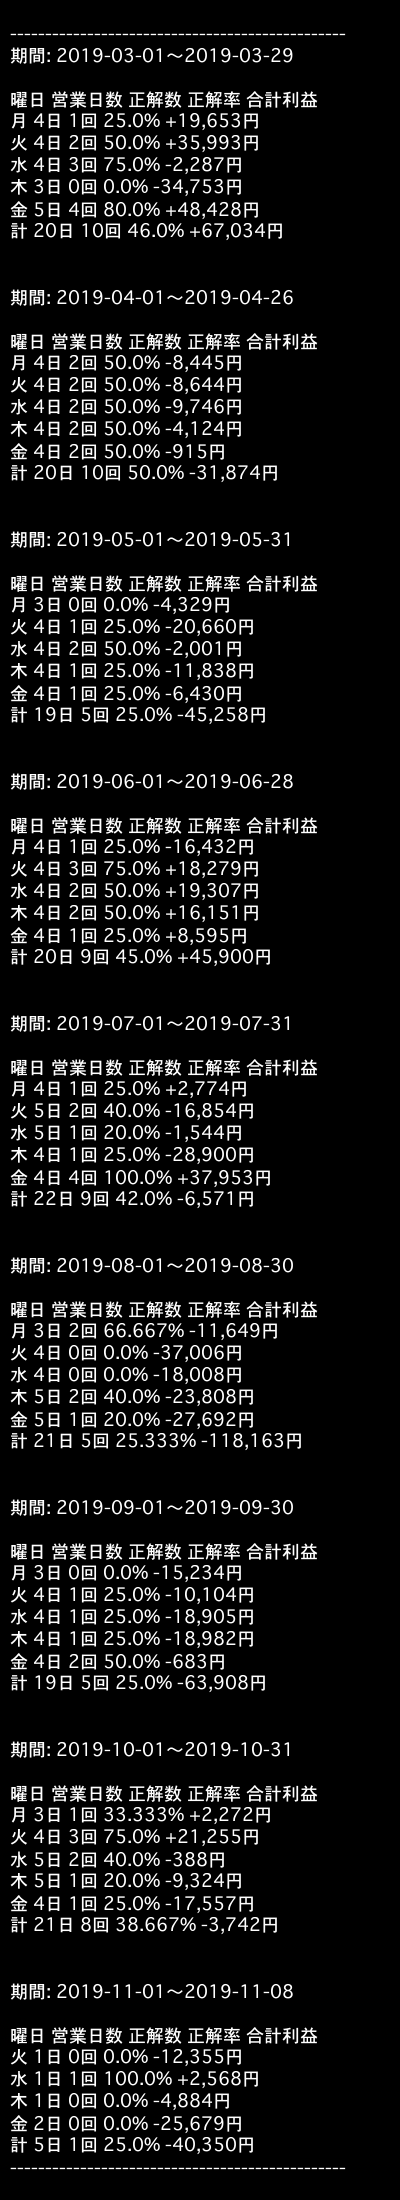 ------------------------------------------------
期間: 2019-03-01〜2019-03-29
曜日 営業日数 正解数 正解率 合計利益
月 4日 1回 25.0% +19,653円
火 4日 2回 50.0% +35,993円
水 4日 3回 75.0% -2,287円
木 3日 0回 0.0% -34,753円
金 5日 4回 80.0% +48,428円
計 20日 10回 46.0% +67,034円
期間: 2019-04-01〜2019-04-26
曜日 営業日数 正解数 正解率 合計利益
月 4日 2回 50.0% -8,445円
火 4日 2回 50.0% -8,644円
水 4日 2回 50.0% -9,746円
木 4日 2回 50.0% -4,124円
金 4日 2回 50.0% -915円
計 20日 10回 50.0% -31,874円
期間: 2019-05-01〜2019-05-31
曜日 営業日数 正解数 正解率 合計利益
月 3日 0回 0.0% -4,329円
火 4日 1回 25.0% -20,660円
水 4日 2回 50.0% -2,001円
木 4日 1回 25.0% -11,838円
金 4日 1回 25.0% -6,430円
計 19日 5回 25.0% -45,258円
期間: 2019-06-01〜2019-06-28
曜日 営業日数 正解数 正解率 合計利益
月 4日 1回 25.0% -16,432円
火 4日 3回 75.0% +18,279円
水 4日 2回 50.0% +19,307円
木 4日 2回 50.0% +16,151円
金 4日 1回 25.0% +8,595円
計 20日 9回 45.0% +45,900円
期間: 2019-07-01〜2019-07-31
曜日 営業日数 正解数 正解率 合計利益
月 4日 1回 25.0% +2,774円
火 5日 2回 40.0% -16,854円
水 5日 1回 20.0% -1,544円
木 4日 1回 25.0% -28,900円
金 4日 4回 100.0% +37,953円
計 22日 9回 42.0% -6,571円
期間: 2019-08-01〜2019-08-30
曜日 営業日数 正解数 正解率 合計利益
月 3日 2回 66.667% -11,649円
火 4日 0回 0.0% -37,006円
水 4日 0回 0.0% -18,008円
木 5日 2回 40.0% -23,808円
金 5日 1回 20.0% -27,692円
計 21日 5回 25.333% -118,163円
期間: 2019-09-01〜2019-09-30
曜日 営業日数 正解数 正解率 合計利益
月 3日 0回 0.0% -15,234円
火 4日 1回 25.0% -10,104円
水 4日 1回 25.0% -18,905円
木 4日 1回 25.0% -18,982円
金 4日 2回 50.0% -683円
計 19日 5回 25.0% -63,908円
期間: 2019-10-01〜2019-10-31
曜日 営業日数 正解数 正解率 合計利益
月 3日 1回 33.333% +2,272円
火 4日 3回 75.0% +21,255円
水 5日 2回 40.0% -388円
木 5日 1回 20.0% -9,324円
金 4日 1回 25.0% -17,557円
計 21日 8回 38.667% -3,742円
期間: 2019-11-01〜2019-11-08
曜日 営業日数 正解数 正解率 合計利益
火 1日 0回 0.0% -12,355円
水 1日 1回 100.0% +2,568円
木 1日 0回 0.0% -4,884円
金 2日 0回 0.0% -25,679円
計 5日 1回 25.0% -40,350円
------------------------------------------------